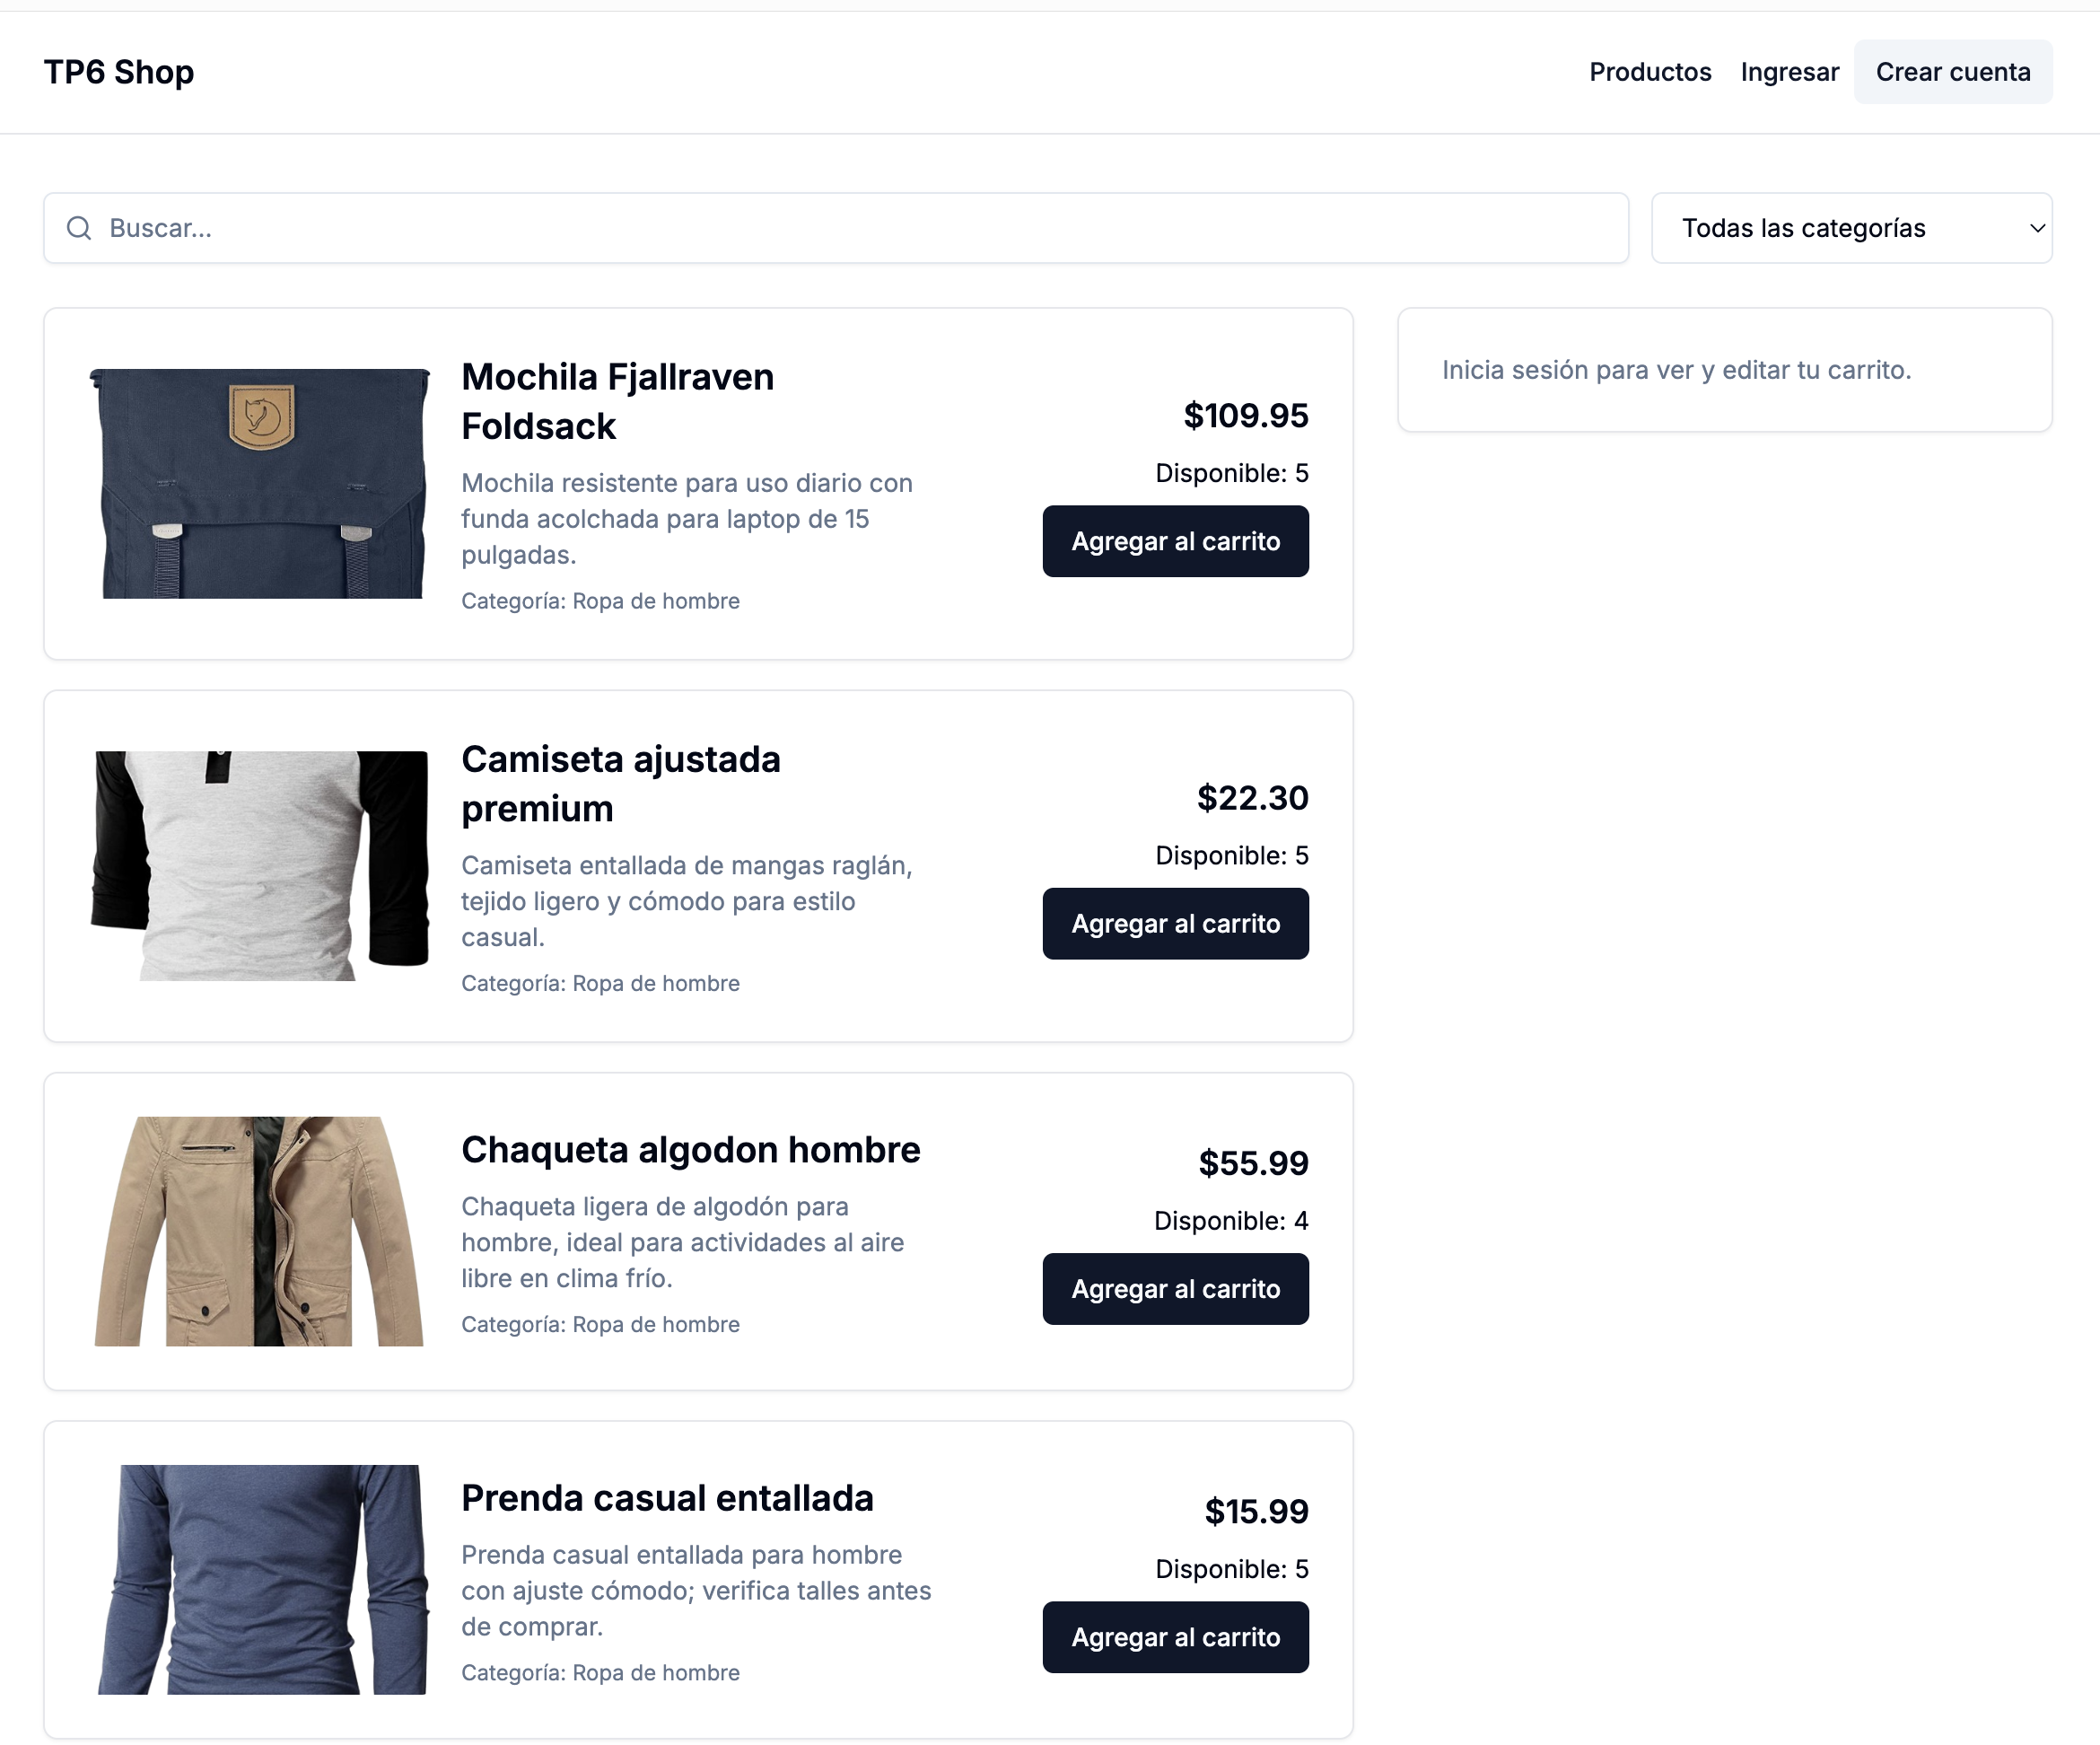 TP6 Shop
Productos Ingresar Crear cuenta
Buscar...
Todas las categorías
Mochila Fjallraven
Foldsack
Mochila resistente para uso diario con
funda acolchada para laptop de 15
pulgadas.
Categoría: Ropa de hombre
$109.95
Disponible: 5
Agregar al carrito
Inicia sesión para ver y editar tu carrito.
Camiseta ajustada
premium
Camiseta entallada de mangas raglán,
tejido ligero y cómodo para estilo
casual.
Categoría: Ropa de hombre
$22.30
Disponible: 5
Agregar al carrito
Chaqueta algodon hombre
Chaqueta ligera de algodón para
hombre, ideal para actividades al aire
libre en clima frío.
Categoría: Ropa de hombre
$55.99
Disponible: 4
Agregar al carrito
Prenda casual entallada
Prenda casual entallada para hombre
con ajuste cómodo; verifica talles antes
de comprar.
Categoría: Ropa de hombre
$15.99
Disponible: 5
Agregar al carrito